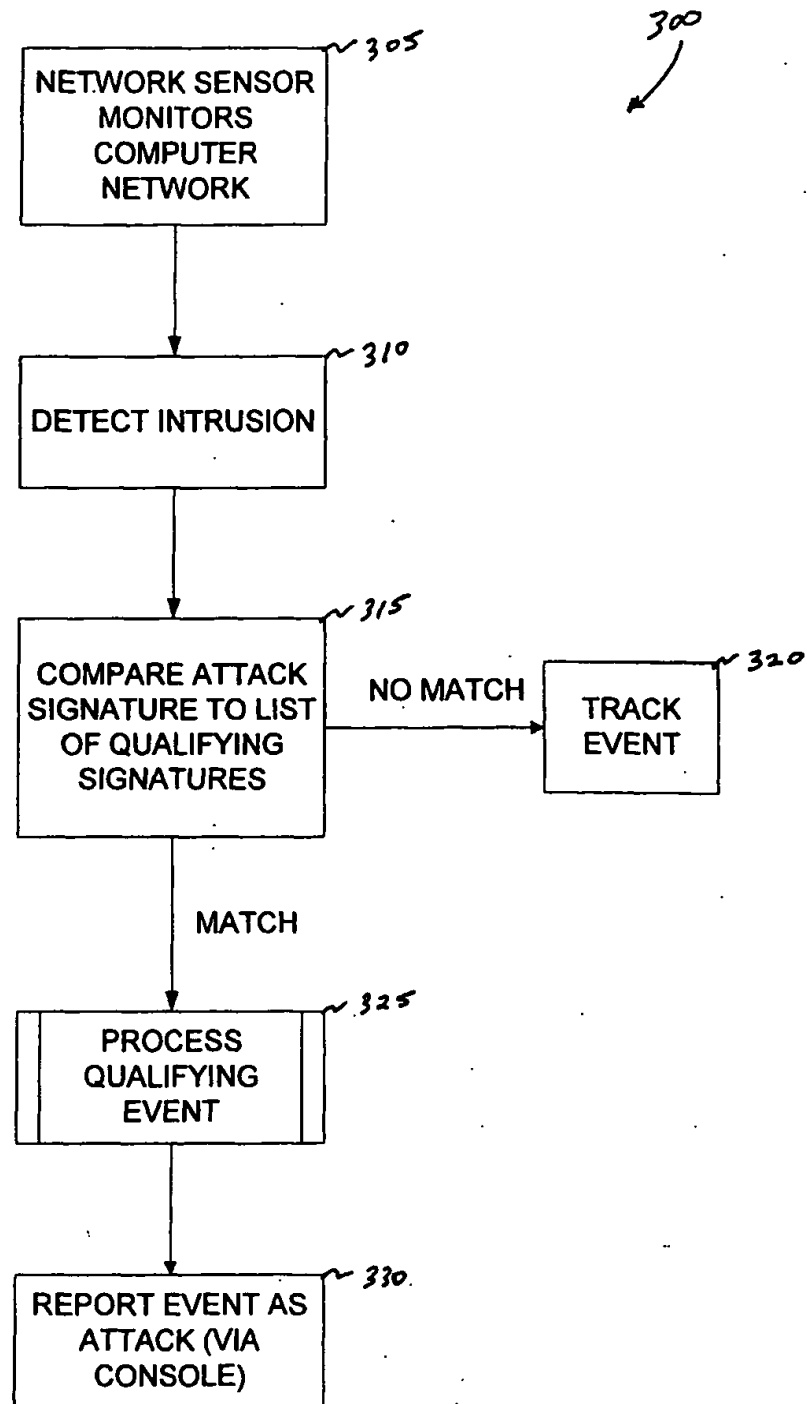 300
305
NETWORK SENSOR
MONITORS
COMPUTER
NETWORK
310
DETECT INTRUSION
315
COMPARE ATTACK
SIGNATURE TO LIST
OF QUALIFYING
SIGNATURES
NO MATCH
320
TRACK
EVENT
MATCH
325
PROCESS
QUALIFYING
EVENT
330
REPORT EVENT AS
ATTACK (VIA
CONSOLE)